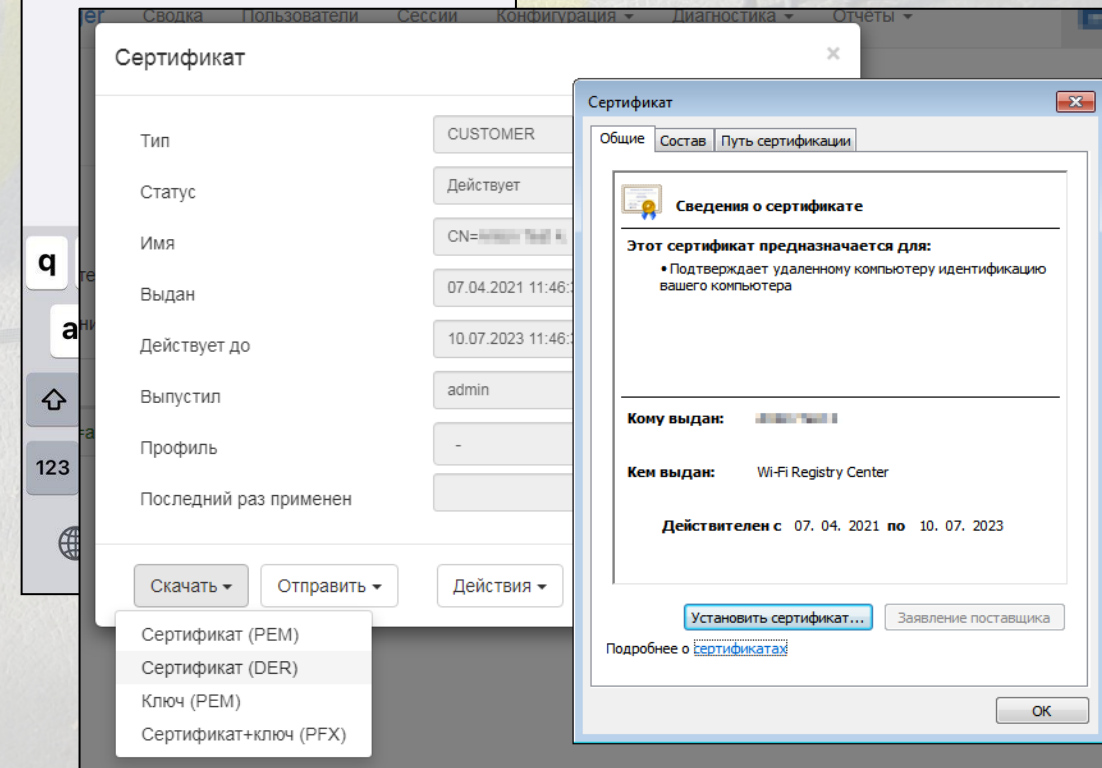 er Сводка Пользователи Сессии Конфигурация Диагностика Отчеты
Сертификат
Тип CUSTOMER
Статус Действует
Имя CN=
Выдан 07.04.2021 11:46:
Действует до 10.07.2023 11:46:
Выпустил admin
Профиль -
Последний раз применен
Скачать Отправить Действия
Сертификат (PEM)
Сертификат (DER)
Ключ (PEM)
Сертификат+ключ (PFX)
Сертификат
Общие Состав Путь сертификации
Сведения о сертификате
Этот сертификат предназначается для:
• Подтверждает удаленному компьютеру идентификацию
вашего компьютера
Кому выдан:
Кем выдан: Wi-Fi Registry Center
Действителен с 07. 04. 2021 по 10. 07. 2023
Установить сертификат... Заявление поставщика
Подробнее о сертификатах
OK
q
a
123